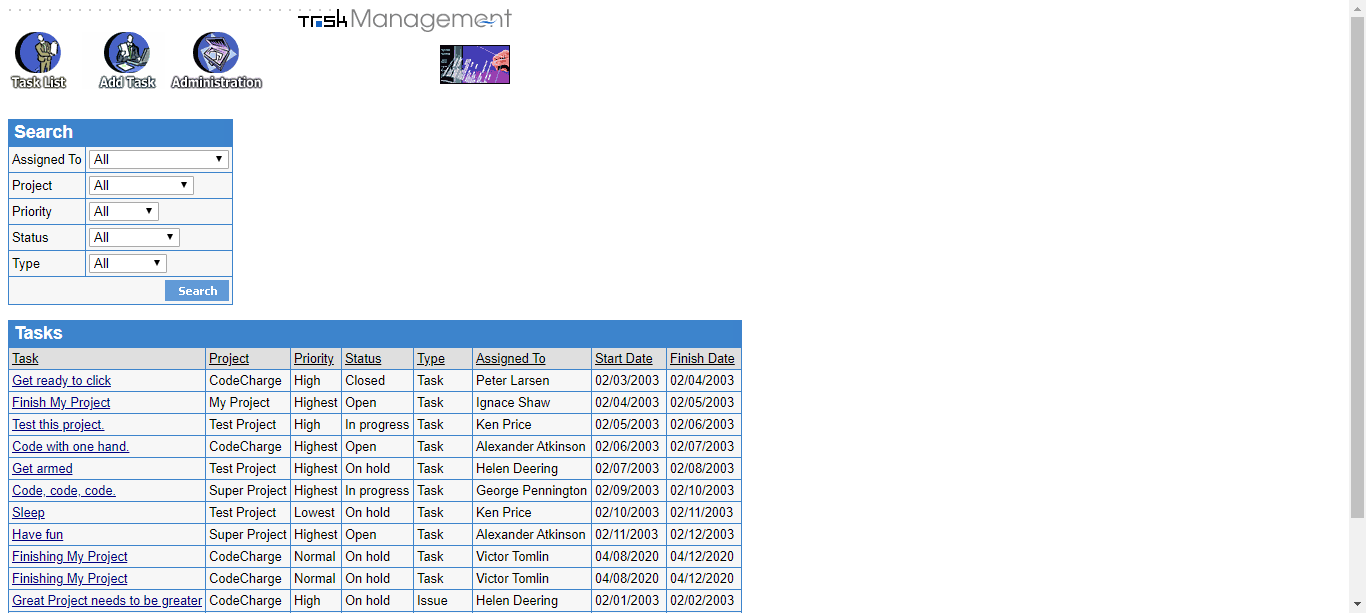 Task Management
Task List Add Task Administration
Search
Assigned To All
Project All
Priority All
Status All
Type All
Search
Tasks
Task Project Priority Status Type Assigned To Start Date Finish Date
Get ready to click CodeCharge High Closed Task Peter Larsen 02/03/2003 02/04/2003
Finish My Project My Project Highest Open Task Ignace Shaw 02/04/2003 02/05/2003
Test this project. Test Project High In progress Task Ken Price 02/05/2003 02/06/2003
Code with one hand. CodeCharge Highest Open Task Alexander Atkinson 02/06/2003 02/07/2003
Get armed Test Project Highest On hold Task Helen Deering 02/07/2003 02/08/2003
Code, code, code. Super Project Highest In progress Task George Pennington 02/09/2003 02/10/2003
Sleep Test Project Lowest On hold Task Ken Price 02/10/2003 02/11/2003
Have fun Super Project Highest Open Task Alexander Atkinson 02/11/2003 02/12/2003
Finishing My Project CodeCharge Normal On hold Task Victor Tomlin 04/08/2020 04/12/2020
Finishing My Project CodeCharge Normal On hold Task Victor Tomlin 04/08/2020 04/12/2020
Great Project needs to be greater CodeCharge High On hold Issue Helen Deering 02/01/2003 02/02/2003